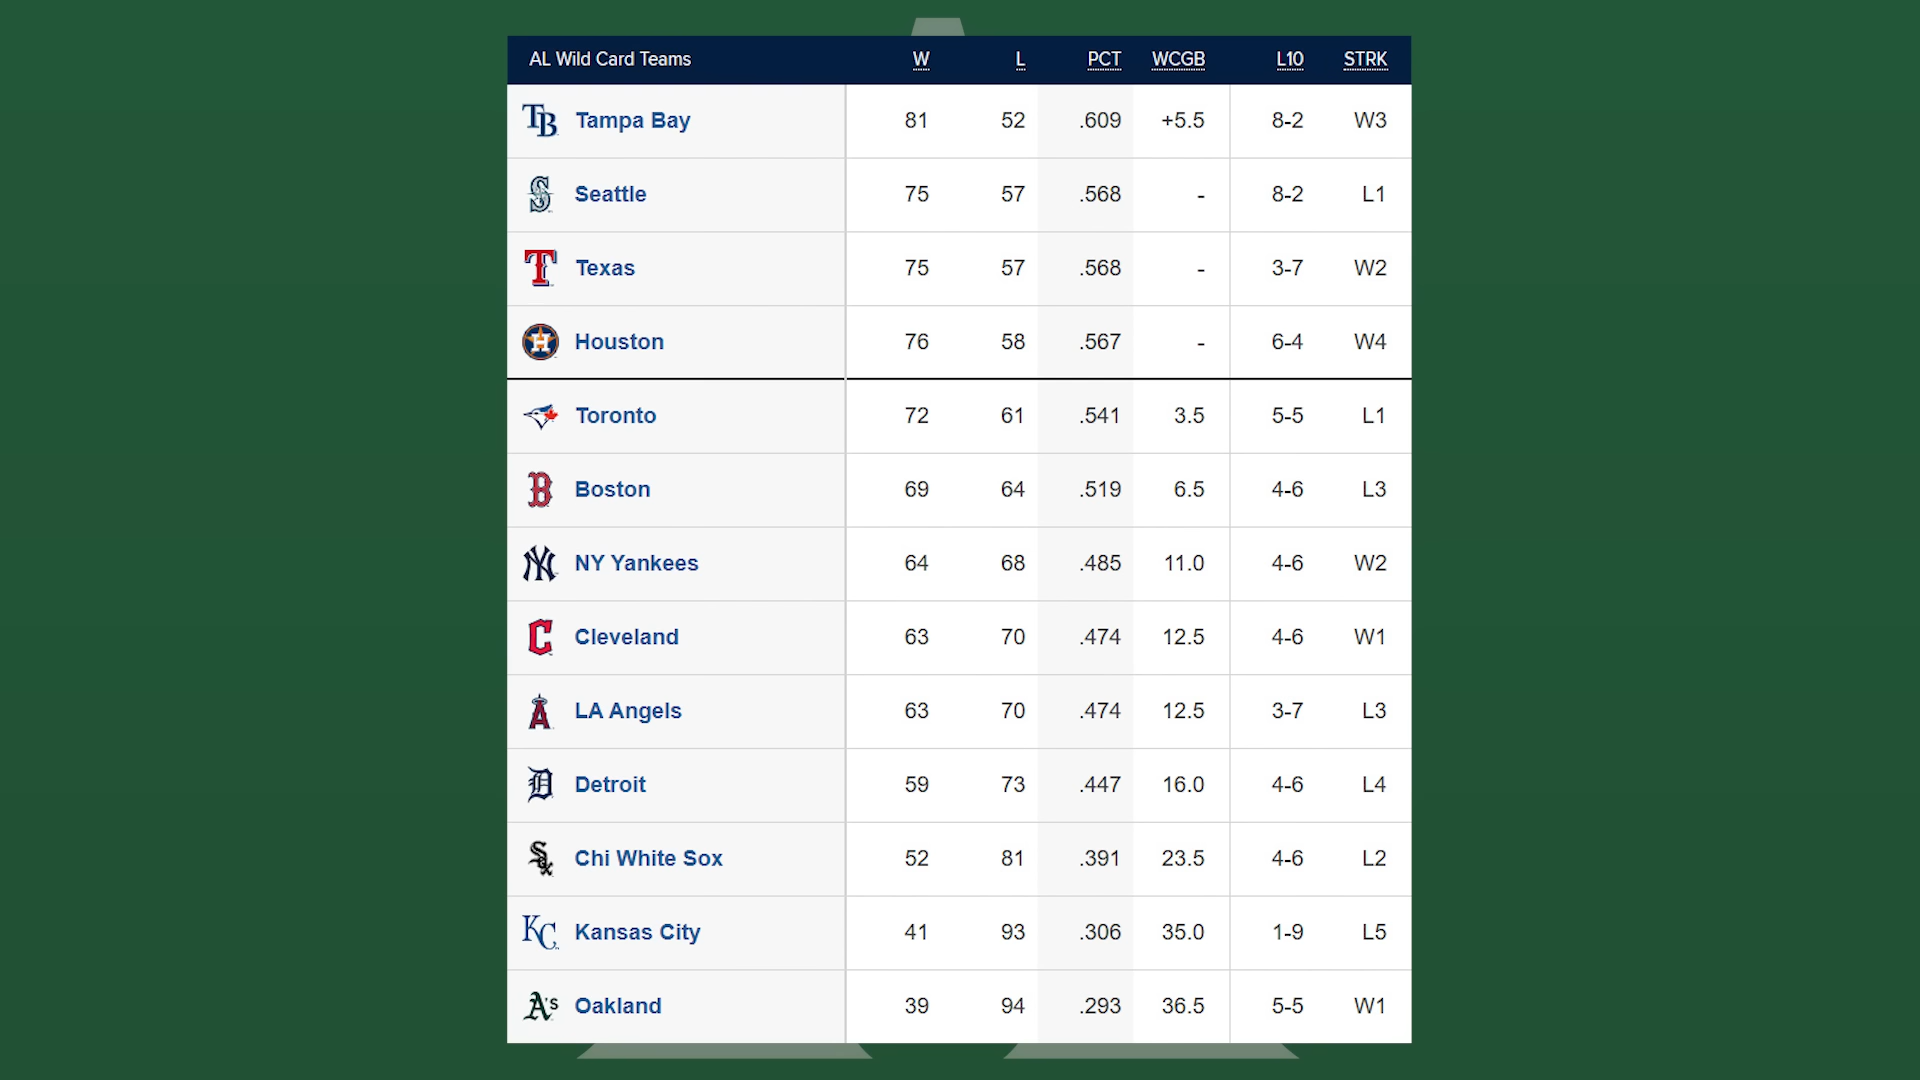 AL Wild Card Teams W L PCT WCGB L10 STRK
TB Tampa Bay 81 52 .609 +5.5 8-2 W3
S Seattle 75 57 .568 - 8-2 L1
T Texas 75 57 .568 - 3-7 W2
H Houston 76 58 .567 - 6-4 W4
Toronto 72 61 .541 3.5 5-5 L1
B Boston 69 64 .519 6.5 4-6 L3
NY NY Yankees 64 68 .485 11.0 4-6 W2
C Cleveland 63 70 .474 12.5 4-6 W1
A LA Angels 63 70 .474 12.5 3-7 L3
D Detroit 59 73 .447 16.0 4-6 L4
Sox Chi White Sox 52 81 .391 23.5 4-6 L2
KC Kansas City 41 93 .306 35.0 1-9 L5
A's Oakland 39 94 .293 36.5 5-5 W1